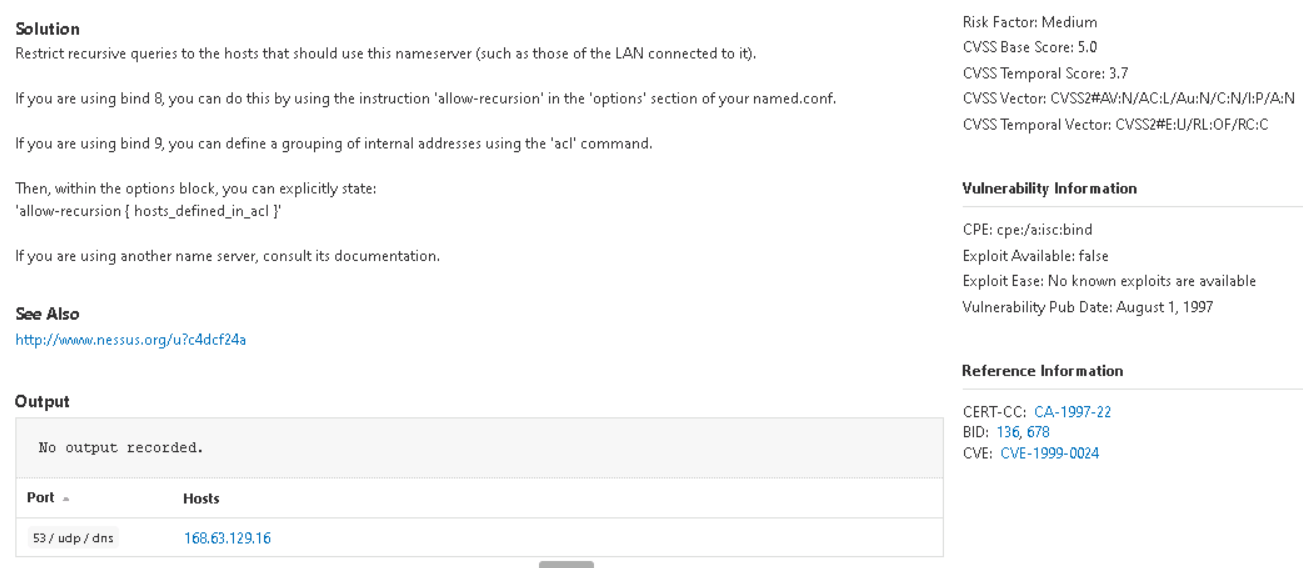 Solution
Restrict recursive queries to the hosts that should use this nameserver (such as those of the LAN connected to it).
If you are using bind 8, you can do this by using the instruction 'allow-recursion' in the 'options' section of your named.conf.
If you are using bind 9, you can define a grouping of internal addresses using the 'acl' command.
Then, within the options block, you can explicitly state:
'allow-recursion { hosts_defined_in_acl }'
If you are using another name server, consult its documentation.
See Also
http://www.nessus.org/u?c4dcf24a
Output
No output recorded.
Port
Hosts
53 / udp / dns
168.63.129.16
Risk Factor: Medium
CVSS Base Score: 5.0
CVSS Temporal Score: 3.7
CVSS Vector: CVSS2#AV:N/AC:L/Au:N/C:N/I:P/A:N
CVSS Temporal Vector: CVSS2#E:U/RL:OF/RC:C
Vulnerability Information
CPE: cpe:/a:isc:bind
Exploit Available: false
Exploit Ease: No known exploits are available
Vulnerability Pub Date: August 1, 1997
Reference Information
CERT-CC: CA-1997-22
BID: 136, 678
CVE: CVE-1999-0024